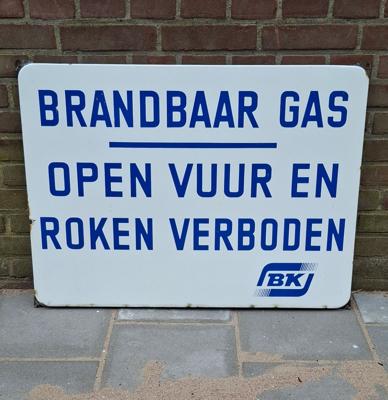 BRANDBAAR GAS
OPEN VUUR EN
ROKEN VERBODEN
BK